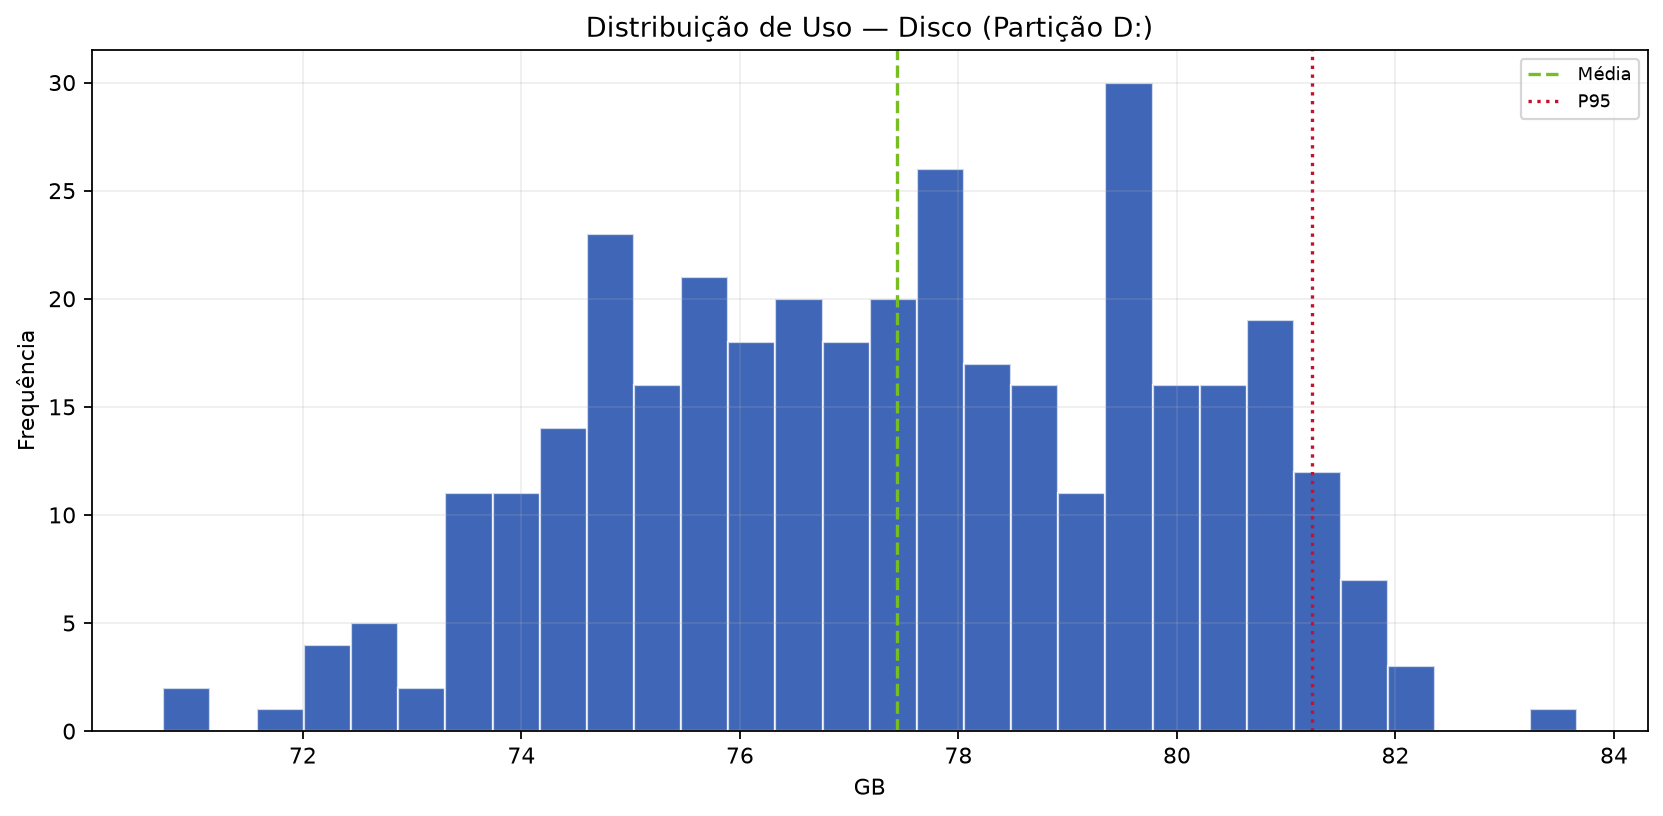 Distribuição de Uso — Disco (Partição D:)
Média
P95
Frequência
30
25
20
15
10
5
0
72 74 76 78 80 82 84
GB